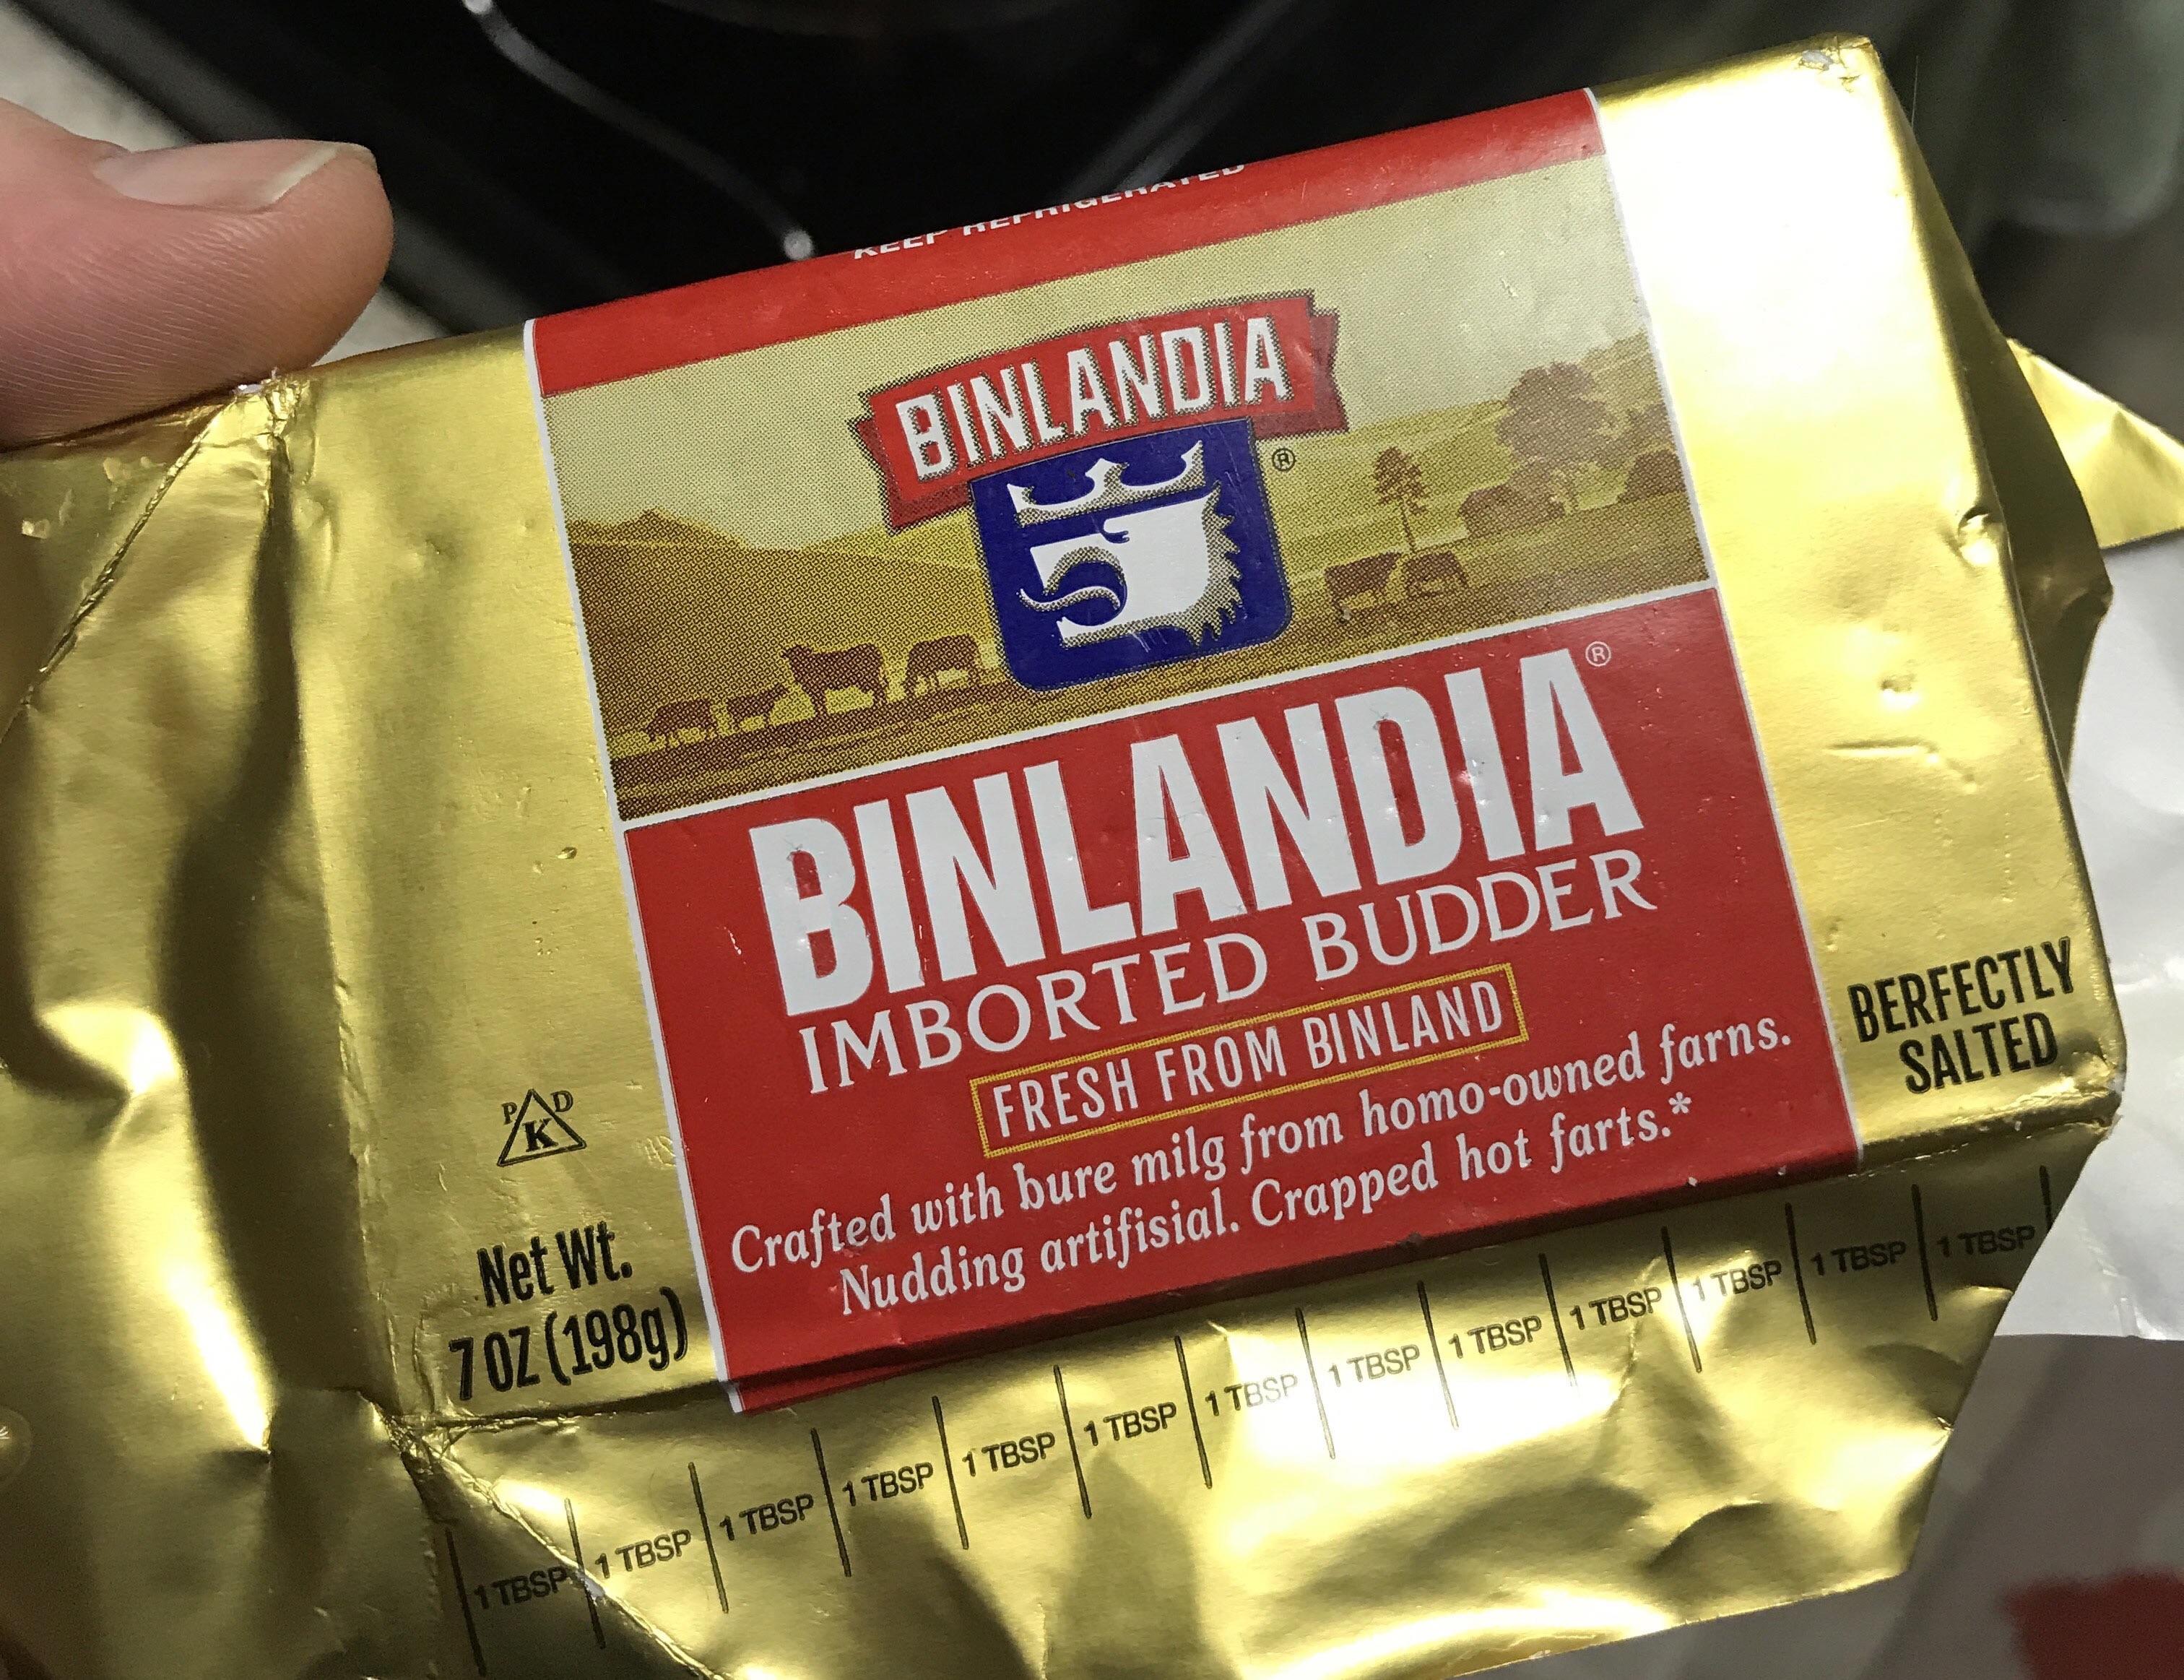 KEEP REFRIGERATED
BINLANDIA
®
BINLANDIA®
IMBORTED BUDDER
FRESH FROM BINLAND
Crafted with bure milg from homo-owned farns.
Nudding artifisial. Crapped hot farts.*
BERFECTLY
SALTED
P K D
Net Wt.
7 OZ (198g)
1 TBSP 1 TBSP 1 TBSP 1 TBSP 1 TBSP 1 TBSP 1 TBSP 1 TBSP 1 TBSP 1 TBSP 1 TBSP 1 TBSP 1 TBSP